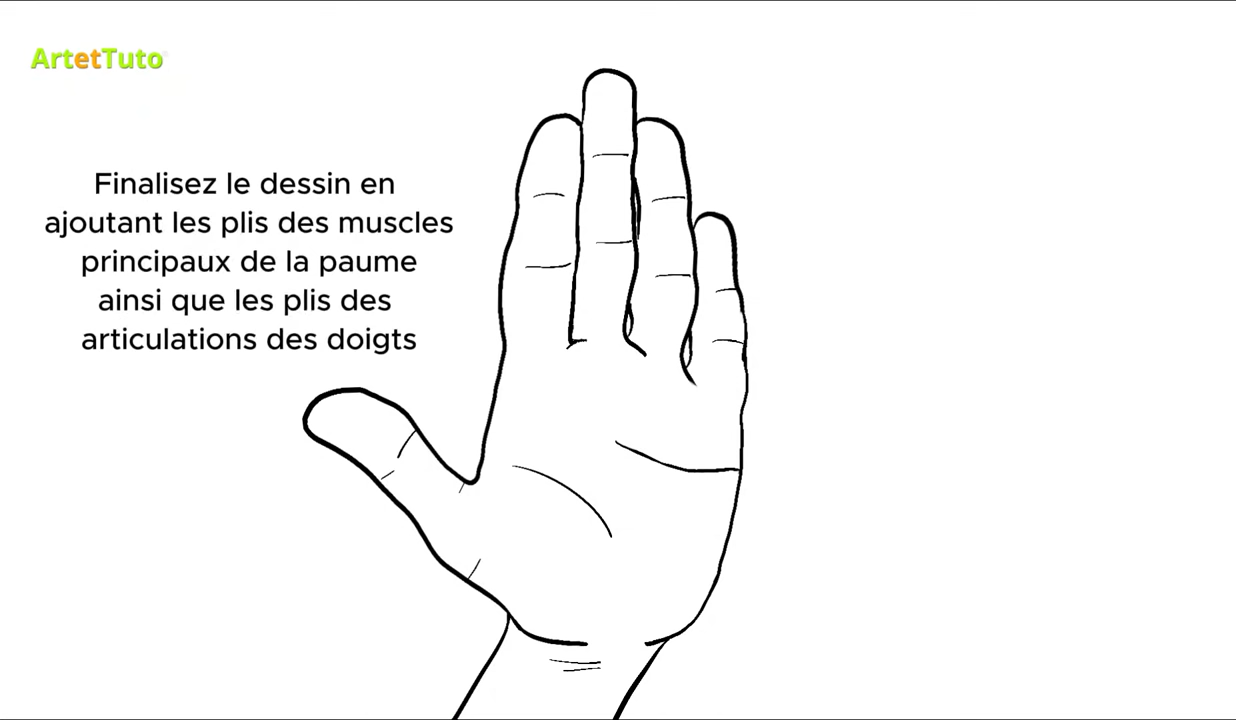 ArtetTuto
Finalisez le dessin en
ajoutant les plis des muscles
principaux de la paume
ainsi que les plis des
articulations des doigts